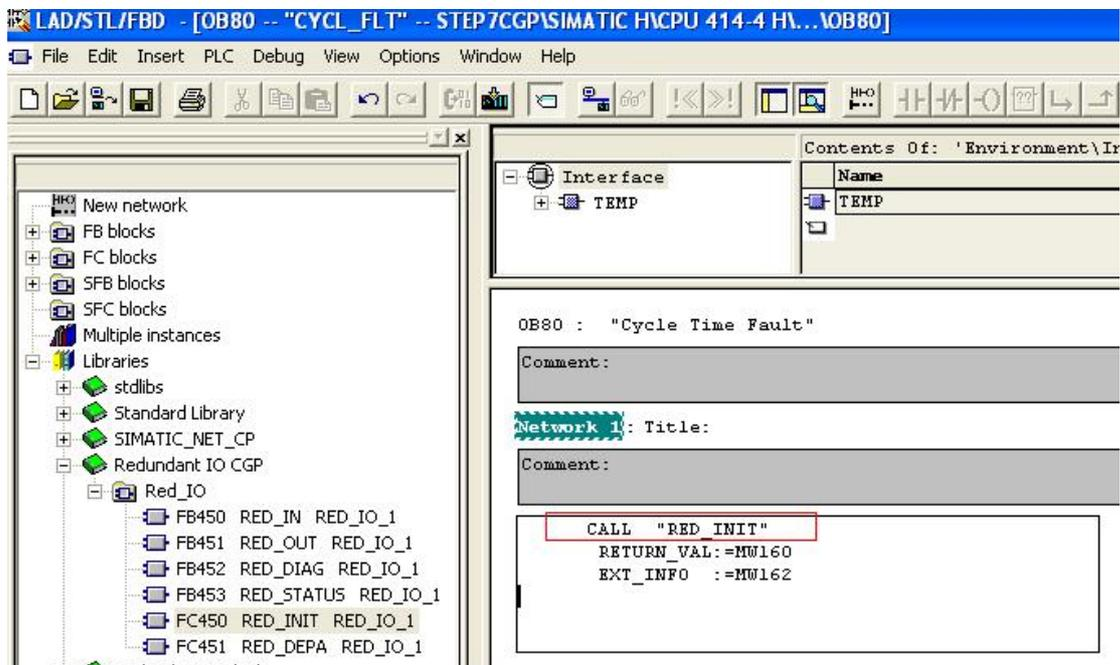 LAD/STL/FBD - [OB80 -- "CYCL_FLT" -- STEP7CGP\SIMATIC H\CPU 414-4 H\...\OB80]
File Edit Insert PLC Debug View Options Window Help
New network
FB blocks
FC blocks
SFB blocks
SFC blocks
Multiple instances
Libraries
stdlibs
Standard Library
SIMATIC_NET_CP
Redundant IO CGP
Red_IO
FB450 RED_IN RED_IO_1
FB451 RED_OUT RED_IO_1
FB452 RED_DIAG RED_IO_1
FB453 RED_STATUS RED_IO_1
FC450 RED_INIT RED_IO_1
FC451 RED_DEPA RED_IO_1
Interface
TEMP
Contents Of: 'Environment\In
Name
TEMP
OB80 : "Cycle Time Fault"
Comment:
Network 1: Title:
Comment:
CALL "RED_INIT"
RETURN_VAL:=MW160
EXT_INFO :=MW162